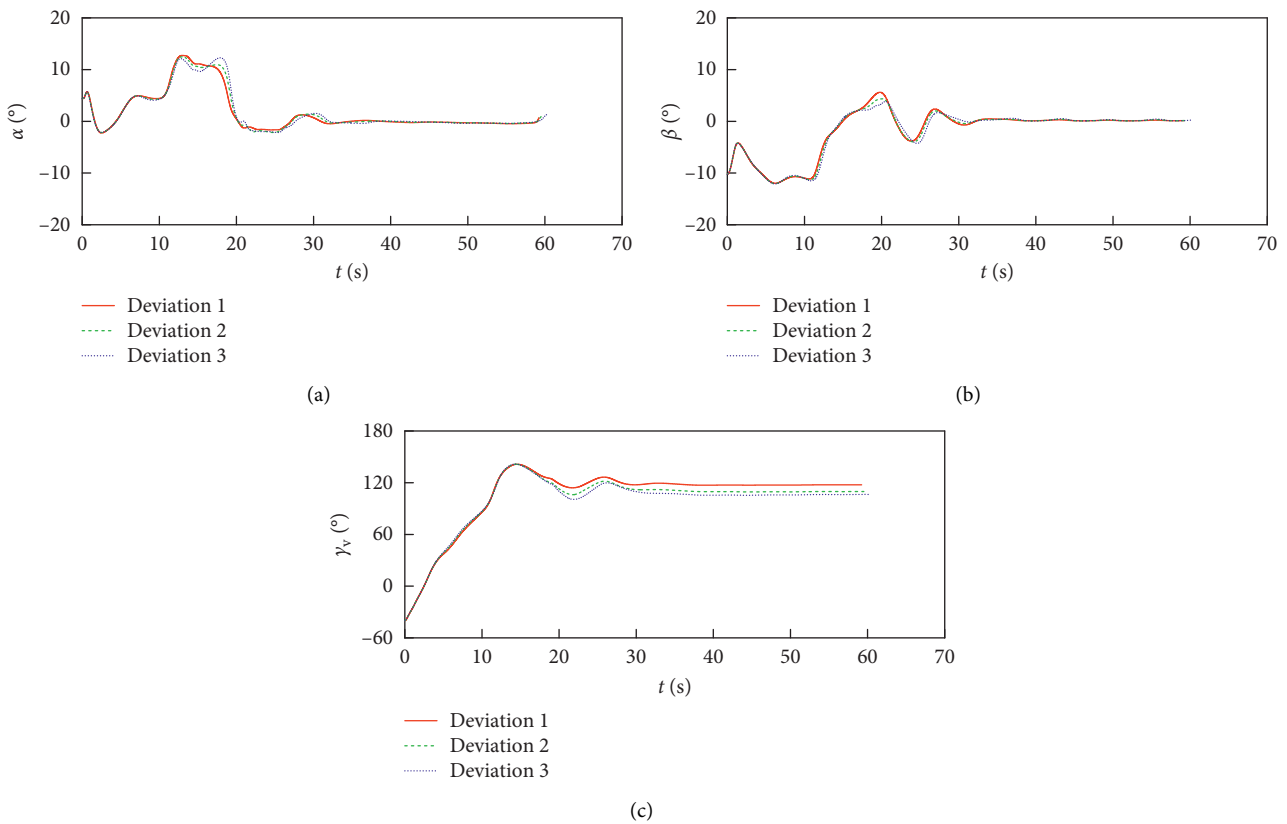 20
10
0
−10
−20
α (°)
0 10 20 30 40 50 60 70
t (s)
Deviation 1
Deviation 2
Deviation 3
(a)
20
10
0
−10
−20
β (°)
0 10 20 30 40 50 60 70
t (s)
Deviation 1
Deviation 2
Deviation 3
(b)
180
120
60
0
−60
γv (°)
0 10 20 30 40 50 60 70
t (s)
Deviation 1
Deviation 2
Deviation 3
(c)